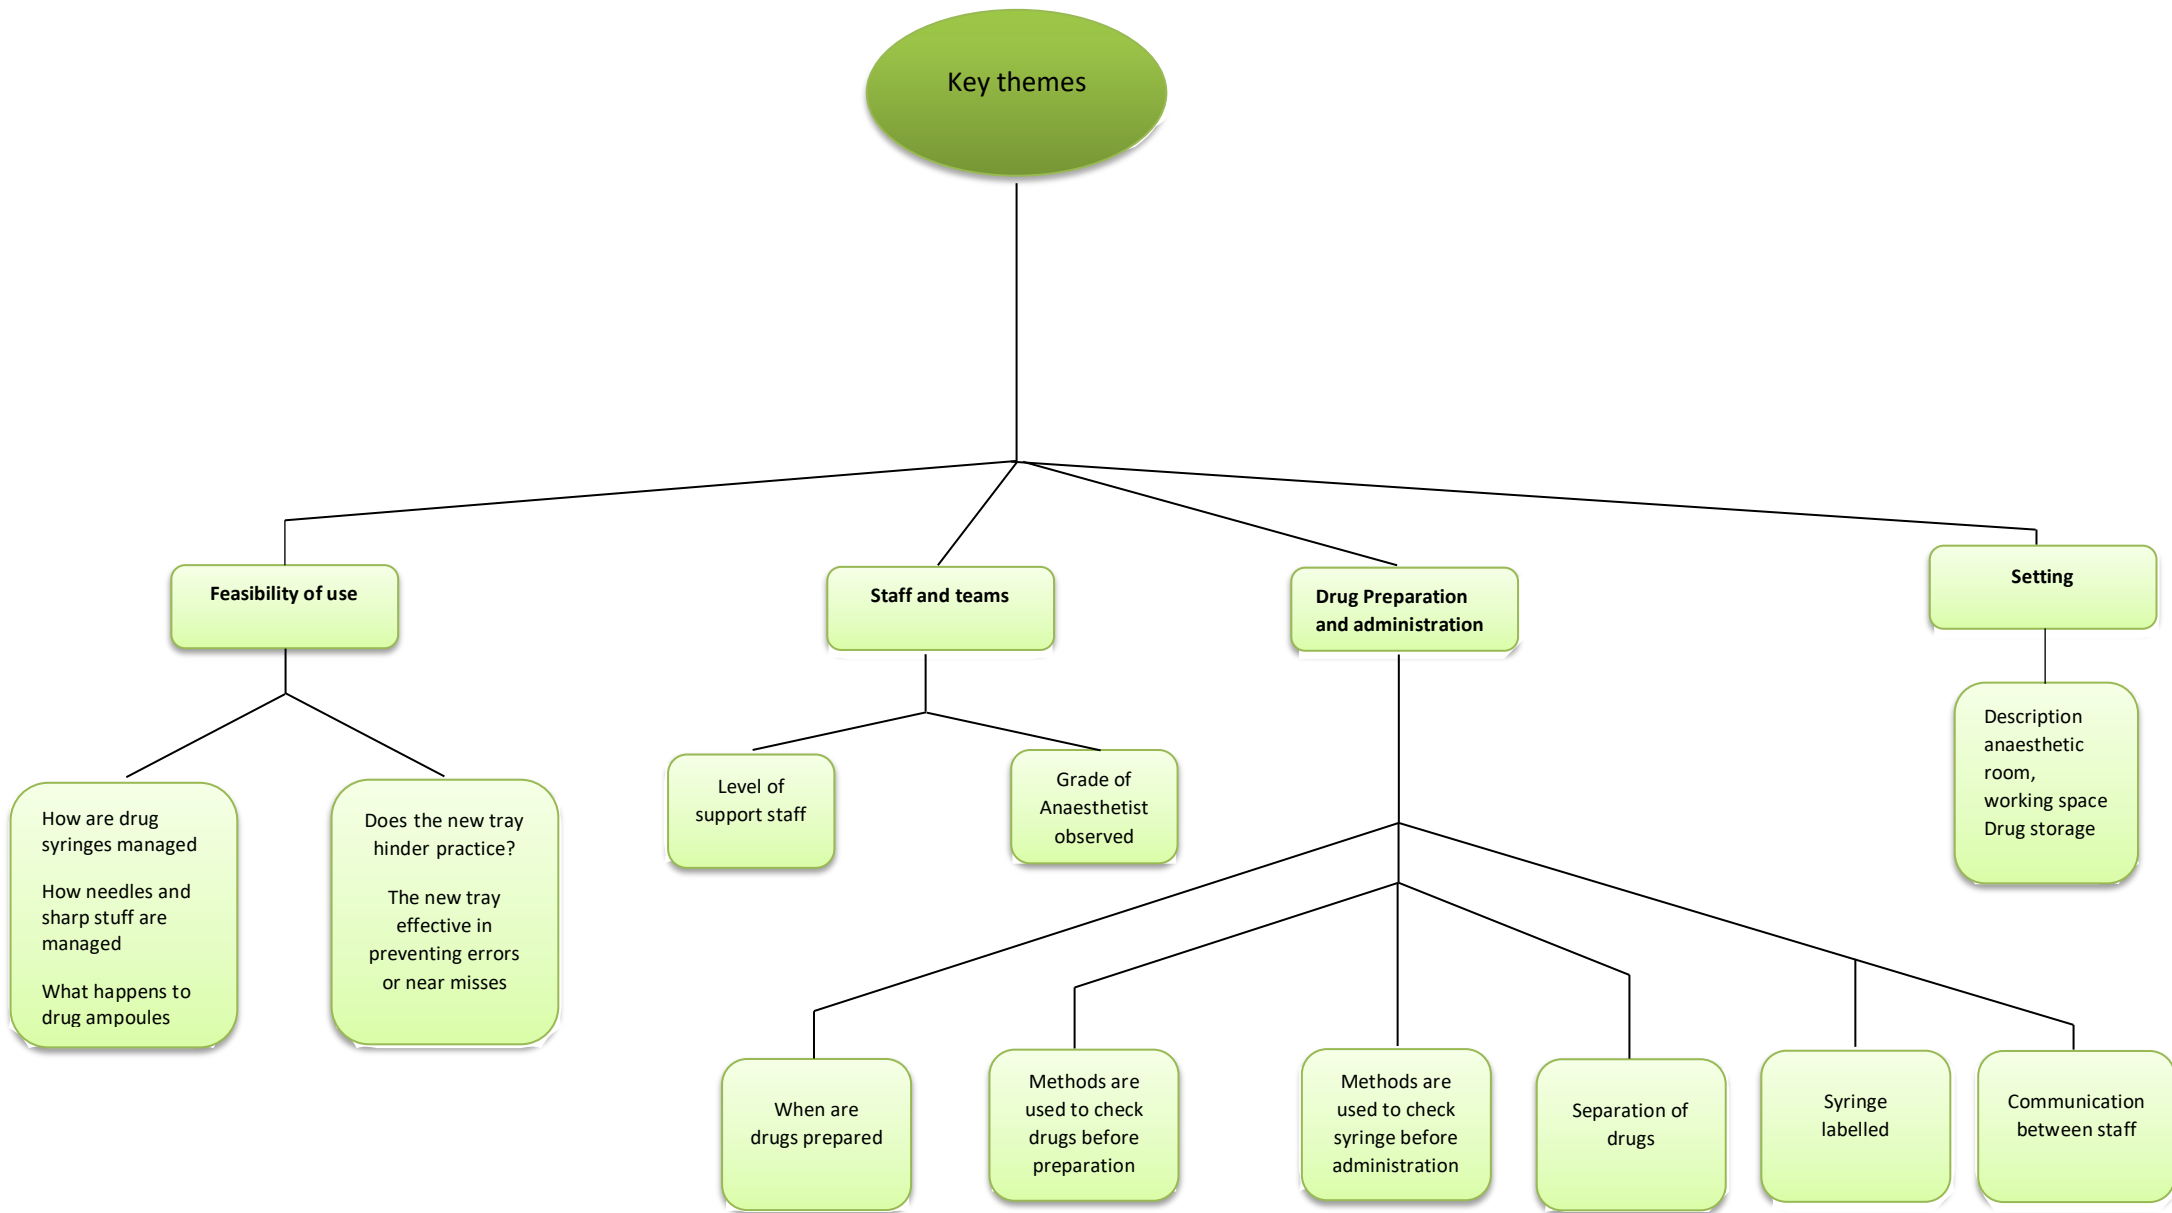 Key themes
Feasibility of use
Staff and teams
Drug Preparation
and administration
Setting
How are drug
syringes managed
How needles and
sharp stuff are
managed
What happens to
drug ampoules
Does the new tray
hinder practice?
The new tray
effective in
preventing errors
or near misses
Level of
support staff
Grade of
Anaesthetist
observed
Description
anaesthetic
room,
working space
Drug storage
When are
drugs prepared
Methods are
used to check
drugs before
preparation
Methods are
used to check
syringe before
administration
Separation of
drugs
Syringe
labelled
Communication
between staff